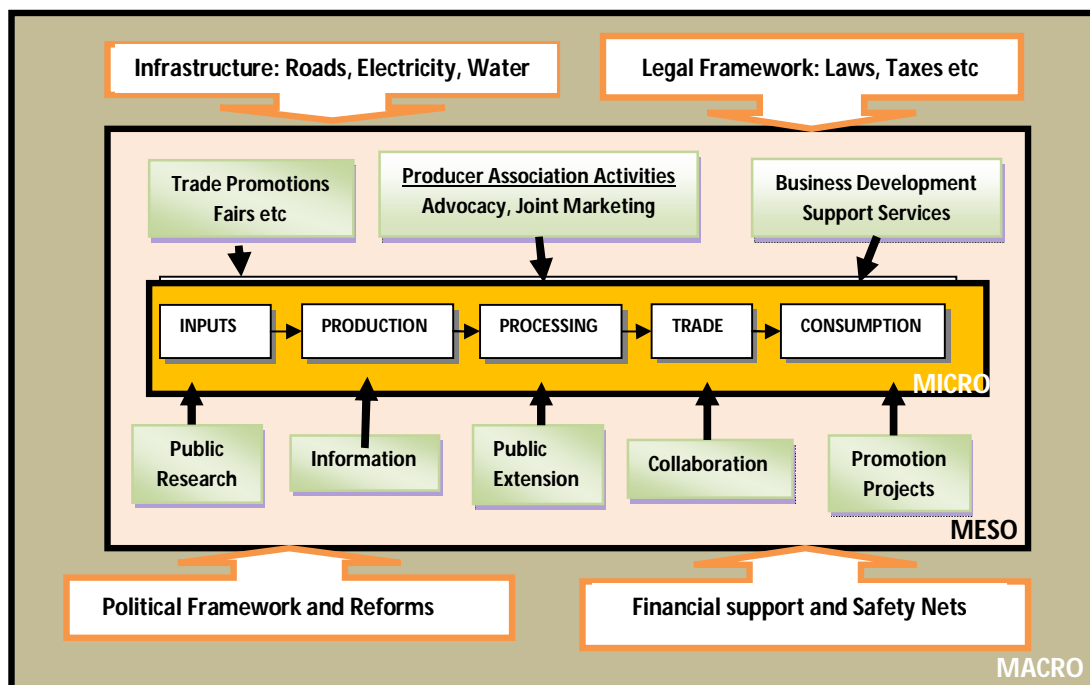 Infrastructure: Roads, Electricity, Water
Legal Framework: Laws, Taxes etc
Trade Promotions
Fairs etc
Producer Association Activities
Advocacy, Joint Marketing
Business Development
Support Services
INPUTS
PRODUCTION
PROCESSING
TRADE
CONSUMPTION
MICRO
Public
Research
Information
Public
Extension
Collaboration
Promotion
Projects
MESO
Political Framework and Reforms
Financial support and Safety Nets
MACRO